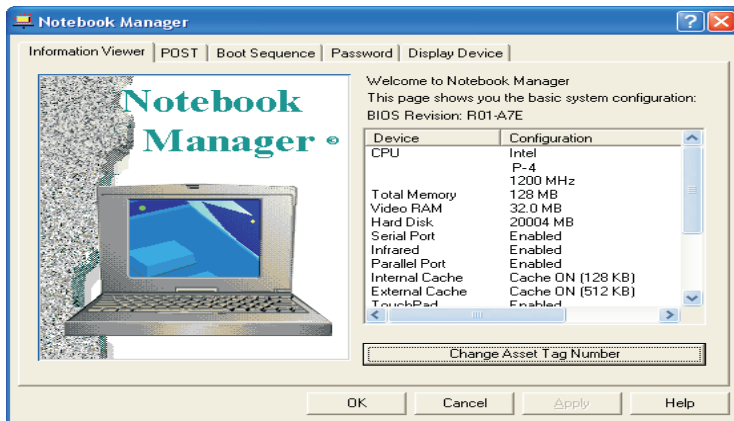 Notebook Manager
Information Viewer POST Boot Sequence Password Display Device
Notebook
Manager ©
Welcome to Notebook Manager
This page shows you the basic system configuration:
BIOS Revision: R01-A7E
Device Configuration
CPU Intel
P-4
1200 MHz
Total Memory 128 MB
Video RAM 32.0 MB
Hard Disk 20004 MB
Serial Port Enabled
Infrared Enabled
Parallel Port Enabled
Internal Cache Cache ON (128 KB)
External Cache Cache ON (512 KB)
TouchPad Enabled
Change Asset Tag Number
OK Cancel Apply Help